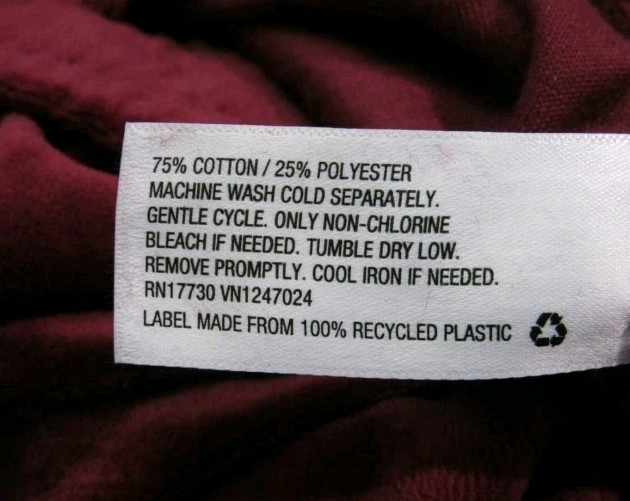 75% COTTON / 25% POLYESTER
MACHINE WASH COLD SEPARATELY.
GENTLE CYCLE. ONLY NON-CHLORINE
BLEACH IF NEEDED. TUMBLE DRY LOW.
REMOVE PROMPTLY. COOL IRON IF NEEDED.
RN17730 VN1247024
LABEL MADE FROM 100% RECYCLED PLASTIC